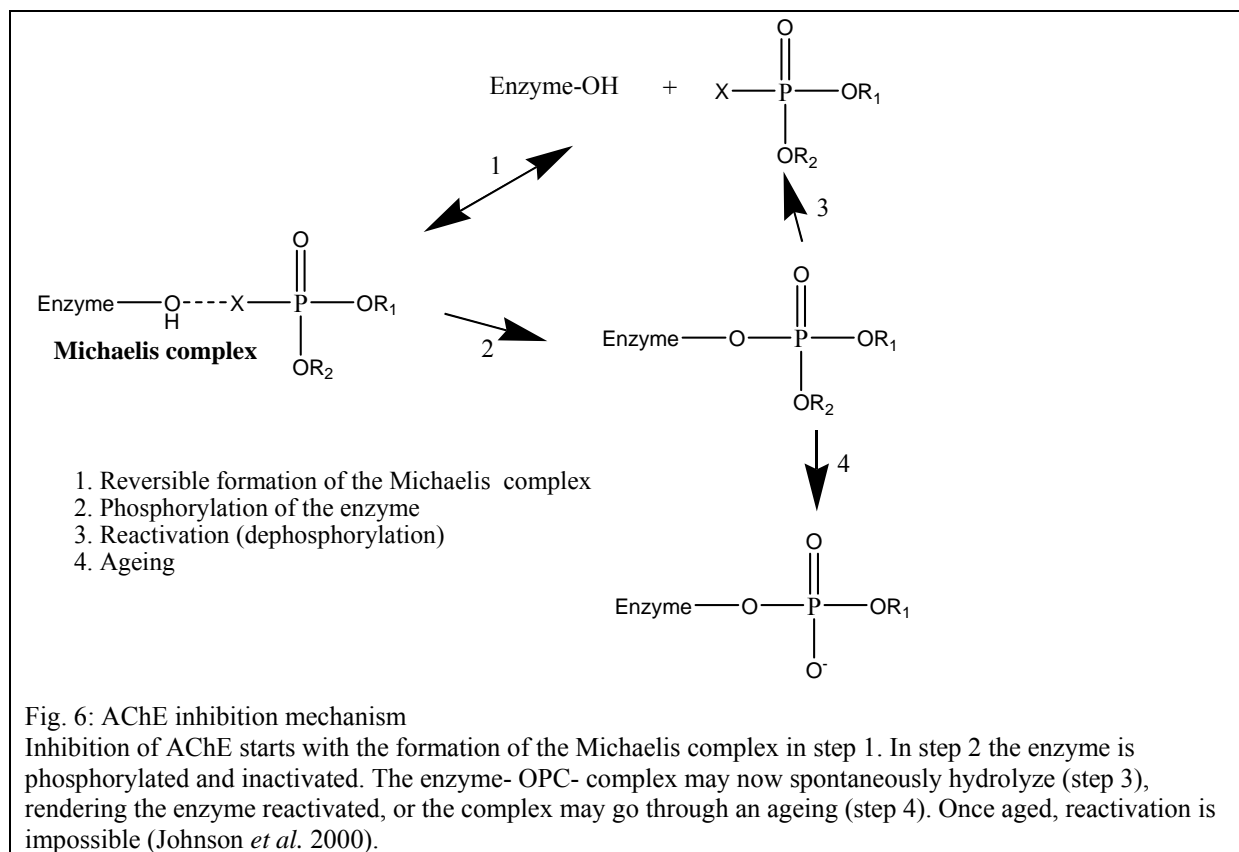 O
Enzyme-OH + X P OR1
OR2
1
3
O
Enzyme O H X P OR1
OR2
Michaelis complex
2
O
Enzyme O P OR1
OR2
4
1. Reversible formation of the Michaelis complex
2. Phosphorylation of the enzyme
3. Reactivation (dephosphorylation)
4. Ageing
O
Enzyme O P OR1
O-
Fig. 6: AChE inhibition mechanism
Inhibition of AChE starts with the formation of the Michaelis complex in step 1. In step 2 the enzyme is
phosphorylated and inactivated. The enzyme- OPC- complex may now spontaneously hydrolyze (step 3),
rendering the enzyme reactivated, or the complex may go through an ageing (step 4). Once aged, reactivation is
impossible (Johnson et al. 2000).